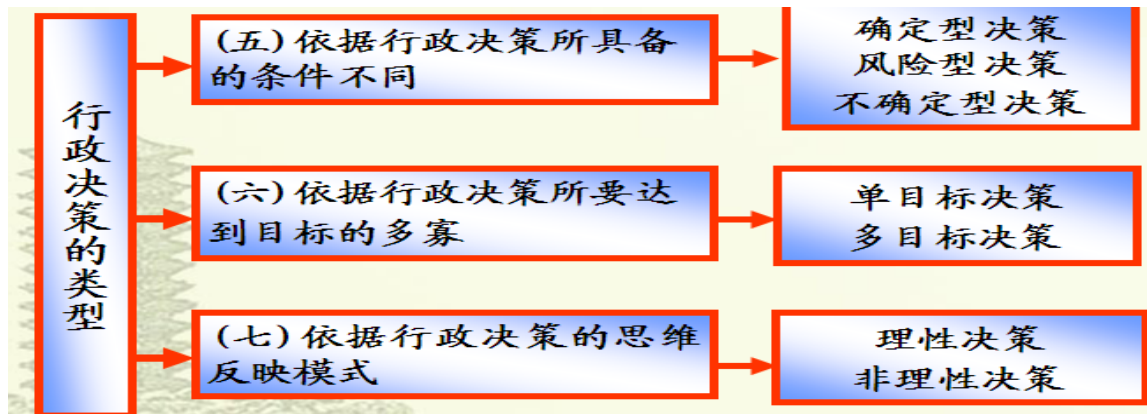 行政决策的类型
(五)依据行政决策所具备
的条件不同
确定型决策
风险型决策
不确定型决策
(六)依据行政决策所要达
到目标的多寡
单目标决策
多目标决策
(七)依据行政决策的思维
反映模式
理性决策
非理性决策